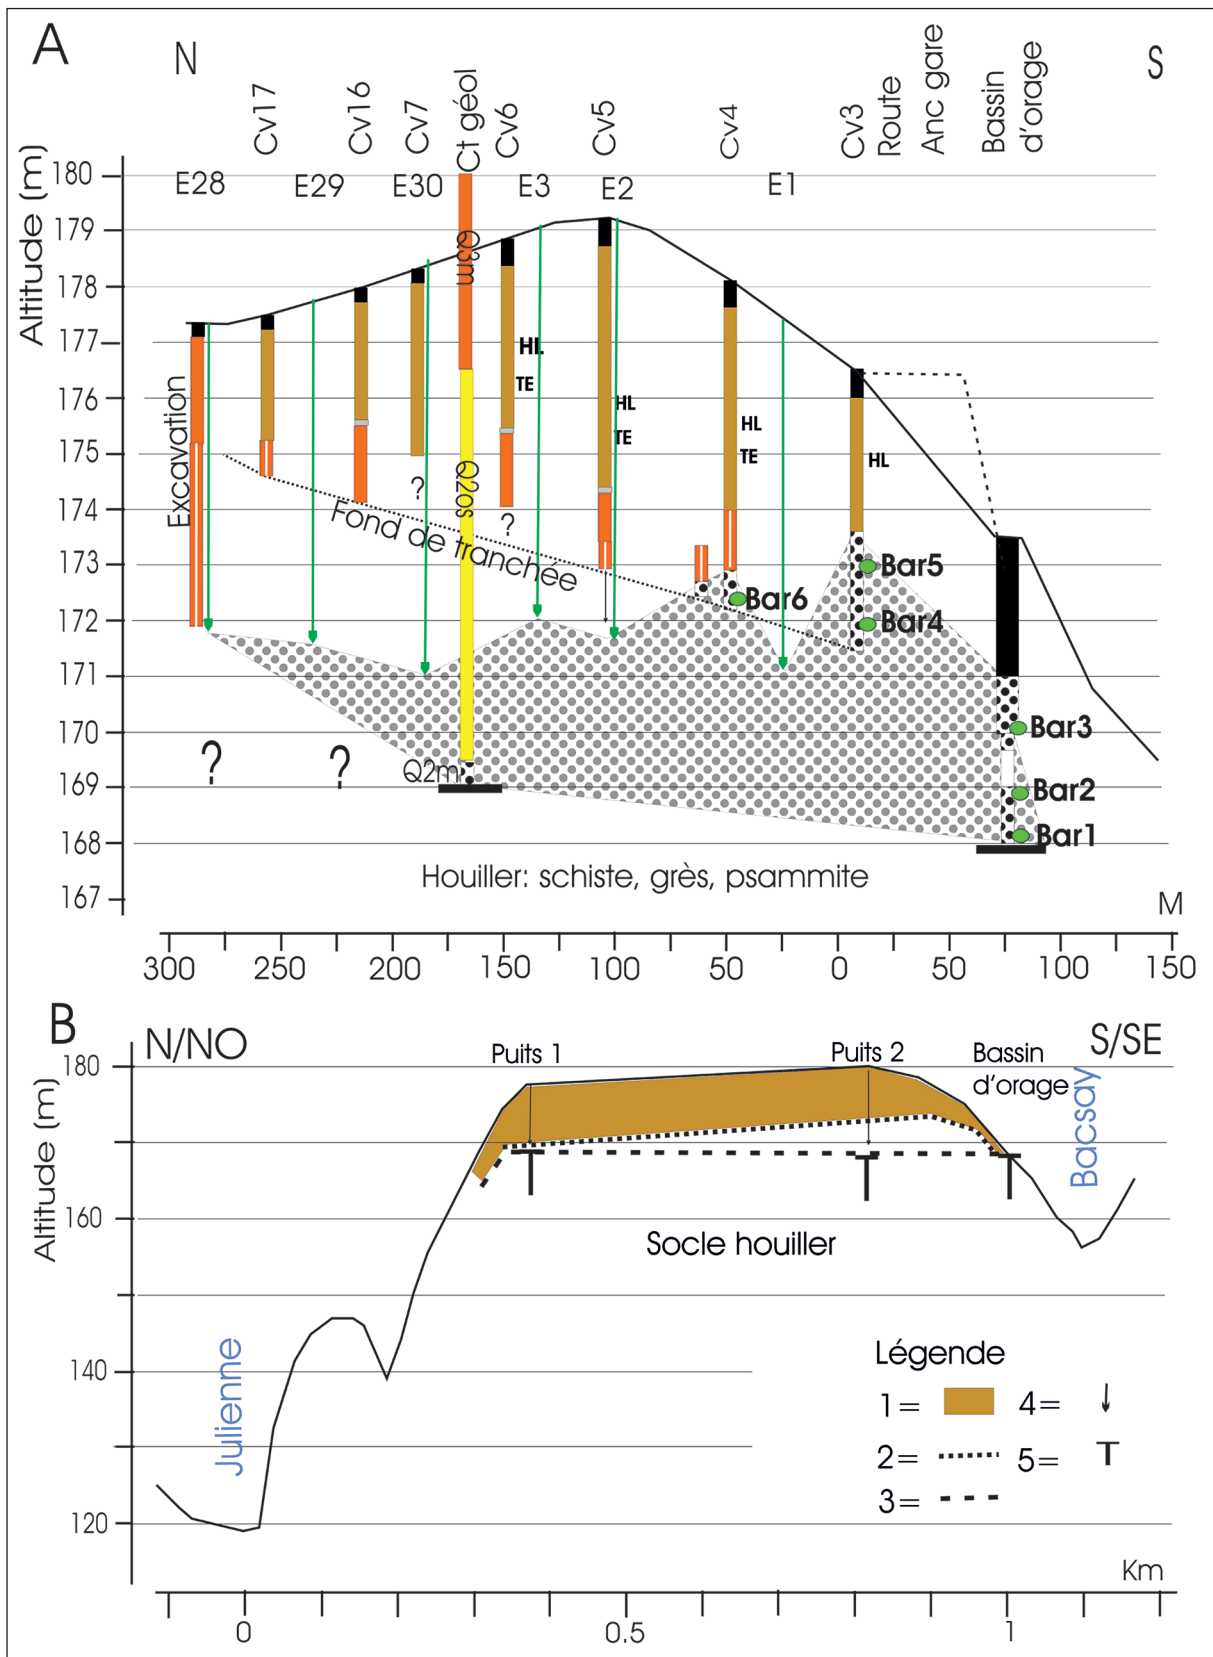 A
N
S
Cv17
Cv16
Cv7
Ct géol
Cv6
Cv5
Cv4
Cv3
Route
Anc gare
Bassin
d'orage
Altitude (m)
180
179
178
177
176
175
174
173
172
171
170
169
168
167
E28
E29
E30
E3
E2
E1
Q3m
Q2os
Q2m
Excavation
HL
TE
HL
TE
HL
TE
HL
?
?
Fond de tranchée
Bar5
Bar6
Bar4
Bar3
Bar2
Bar1
?
?
Houiller: schiste, grès, psammite
M
300
250
200
150
100
50
0
50
100
150
B
N/NO
S/SE
Puits 1
Puits 2
Bassin
d'orage
Bacsay
Altitude (m)
180
160
140
120
Socle houiller
Julienne
Légende
1=
4=
2=
5=
3=
Km
0
0.5
1